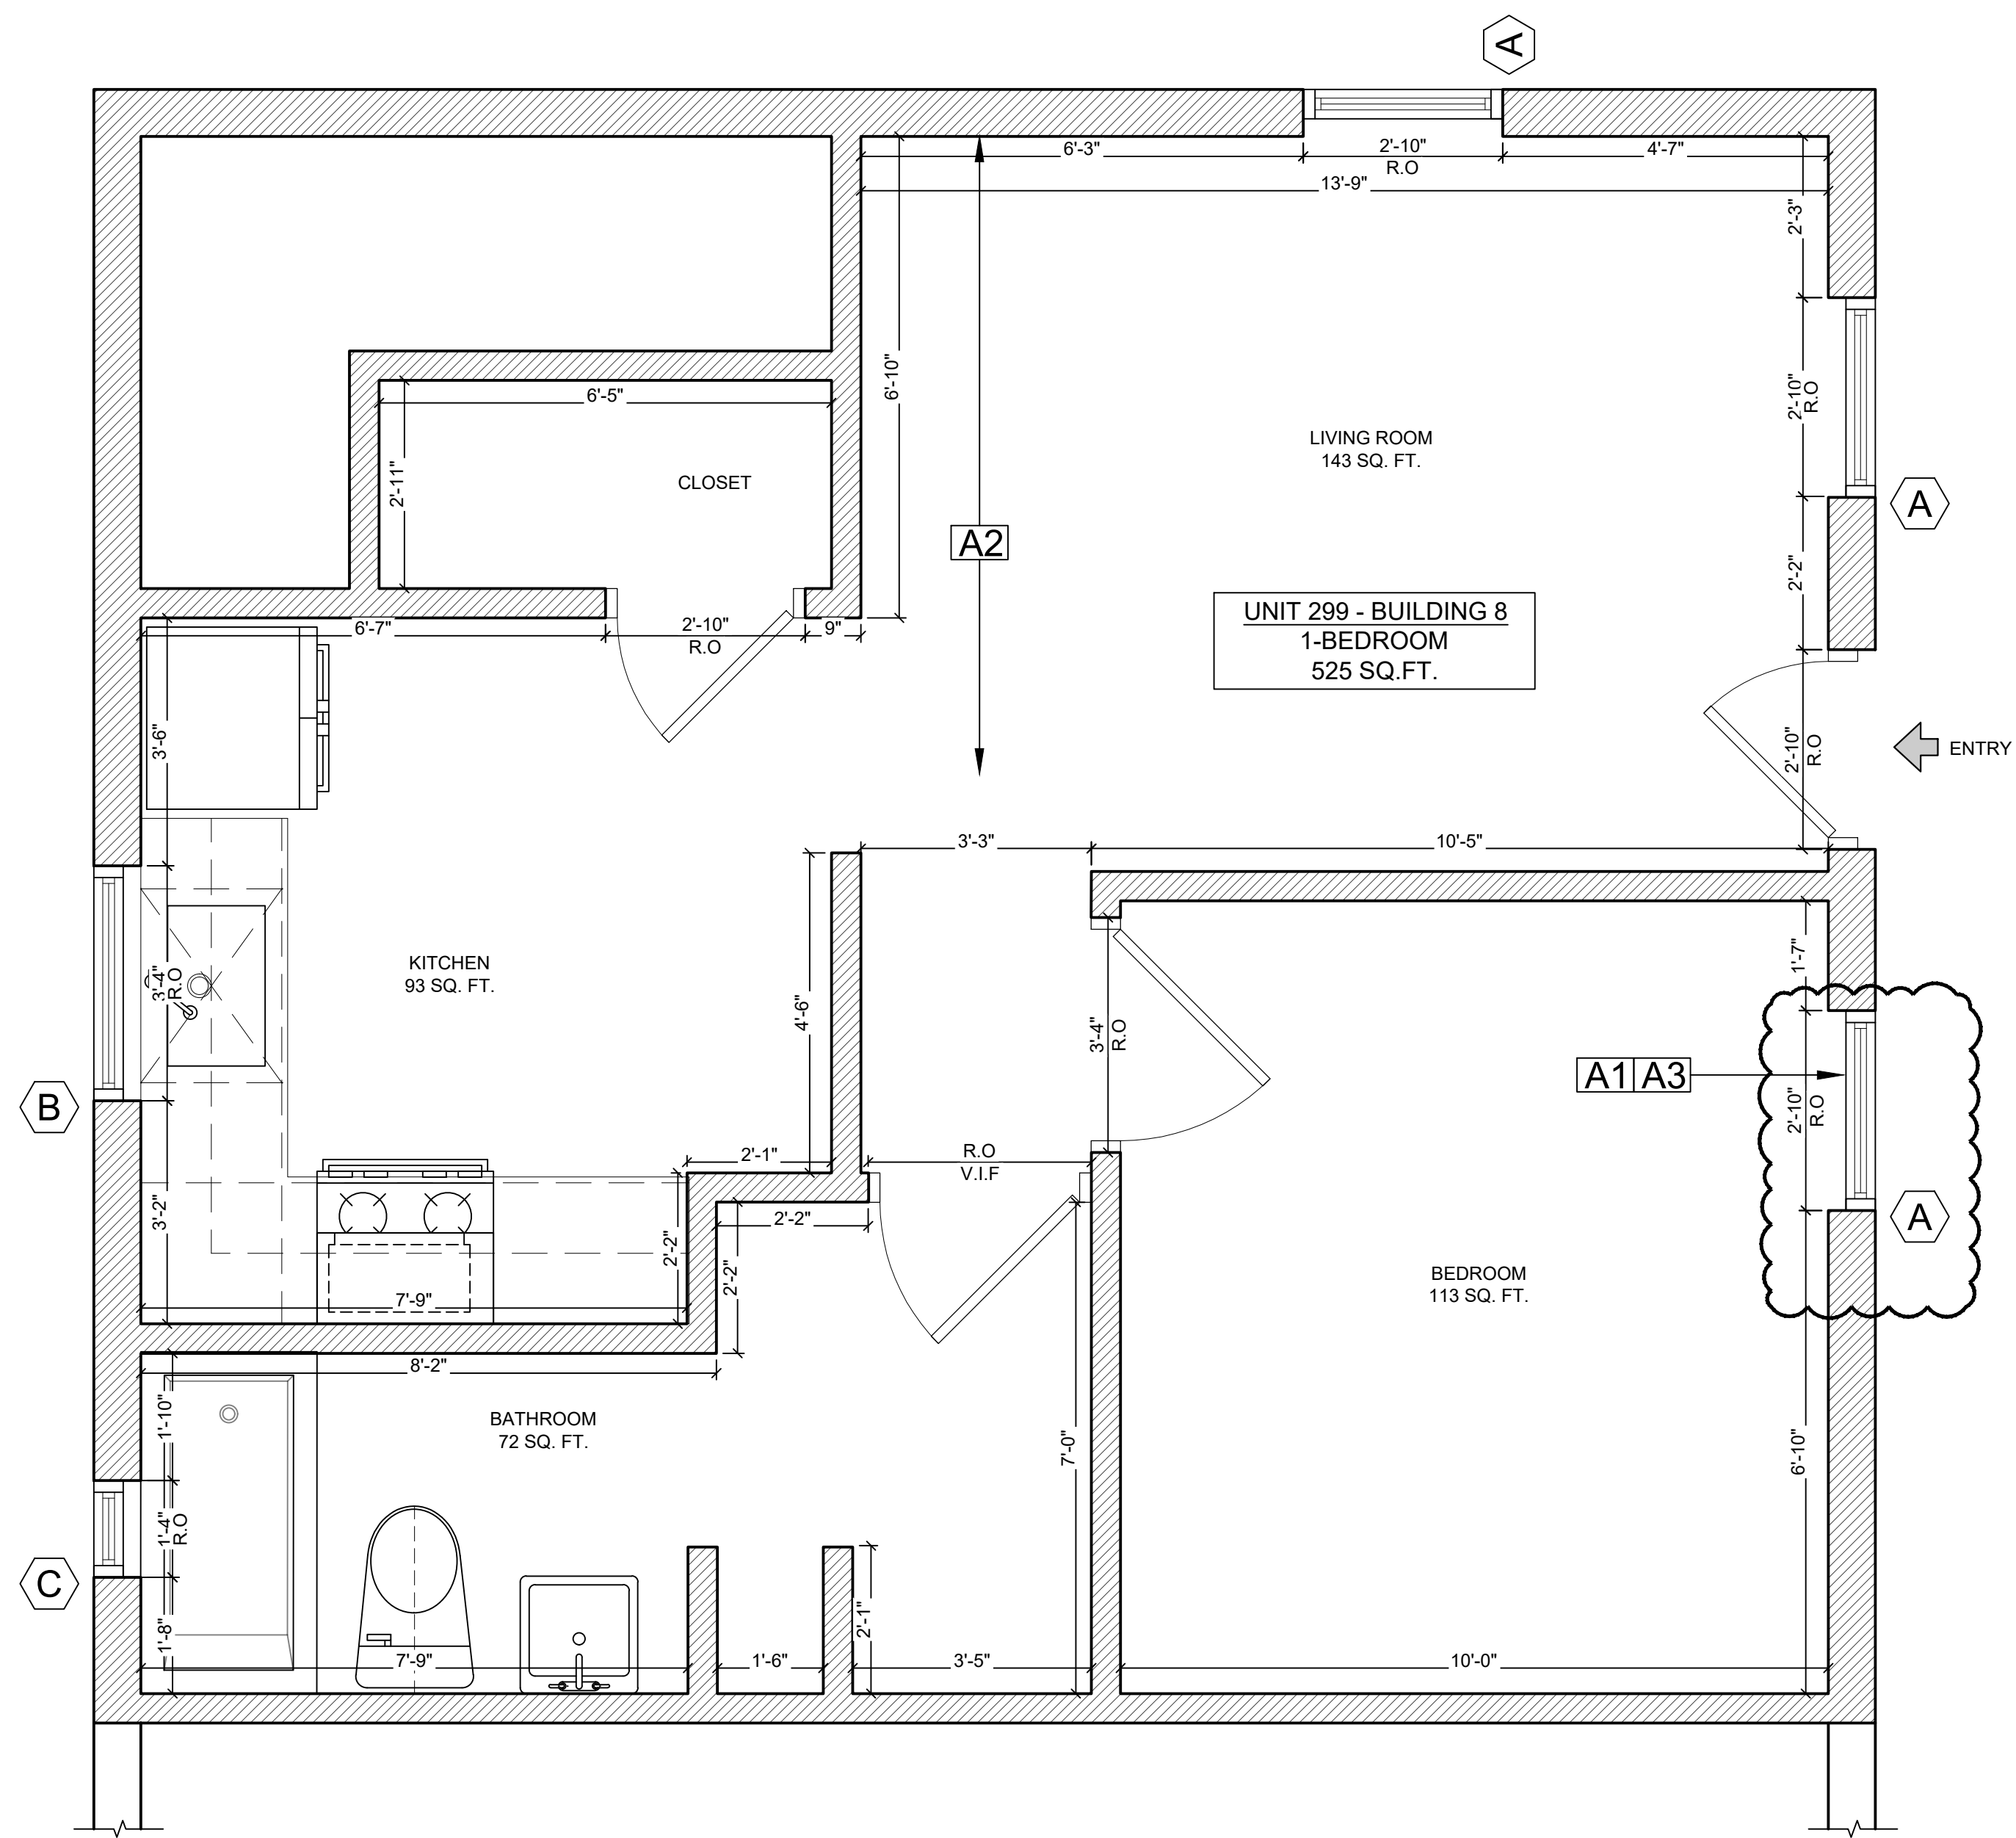 A
6'-3"
2'-10"
R.O
4'-7"
13'-9"
2'-3"
6'-5"
6'-10"
2'-10"
R.O
LIVING ROOM
143 SQ. FT.
2'-11"
CLOSET
A
A2
2'-2"
UNIT 299 - BUILDING 8
1-BEDROOM
525 SQ.FT.
6'-7"
2'-10"
R.O
9"
3'-6"
2'-10"
R.O
ENTRY
3'-3"
10'-5"
KITCHEN
93 SQ. FT.
3'-4"
R.O
1'-7"
4'-6"
3'-4"
R.O
A1 A3
2'-10"
R.O
B
2'-1"
R.O
V.I.F
3'-2"
2'-2"
2'-2"
2'-2"
A
BEDROOM
113 SQ. FT.
7'-9"
8'-2"
1'-10"
BATHROOM
72 SQ. FT.
7'-0"
6'-10"
1'-4"
R.O
C
1'-8"
2'-1"
7'-9"
1'-6"
3'-5"
10'-0"